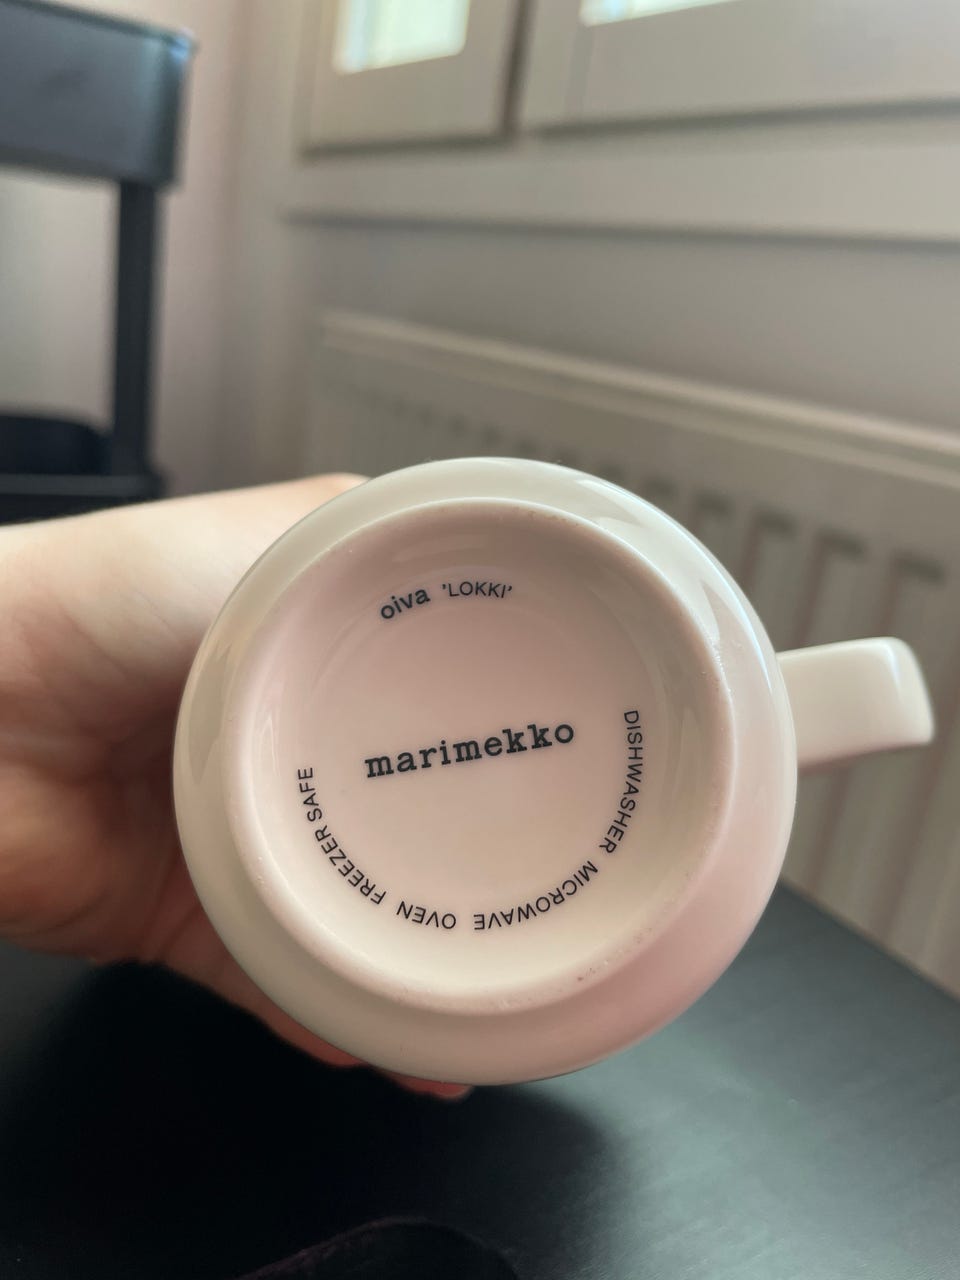 oiva ’LOKKI’
marimekko
DISHWASHER MICROWAVE OVEN FREEZER SAFE